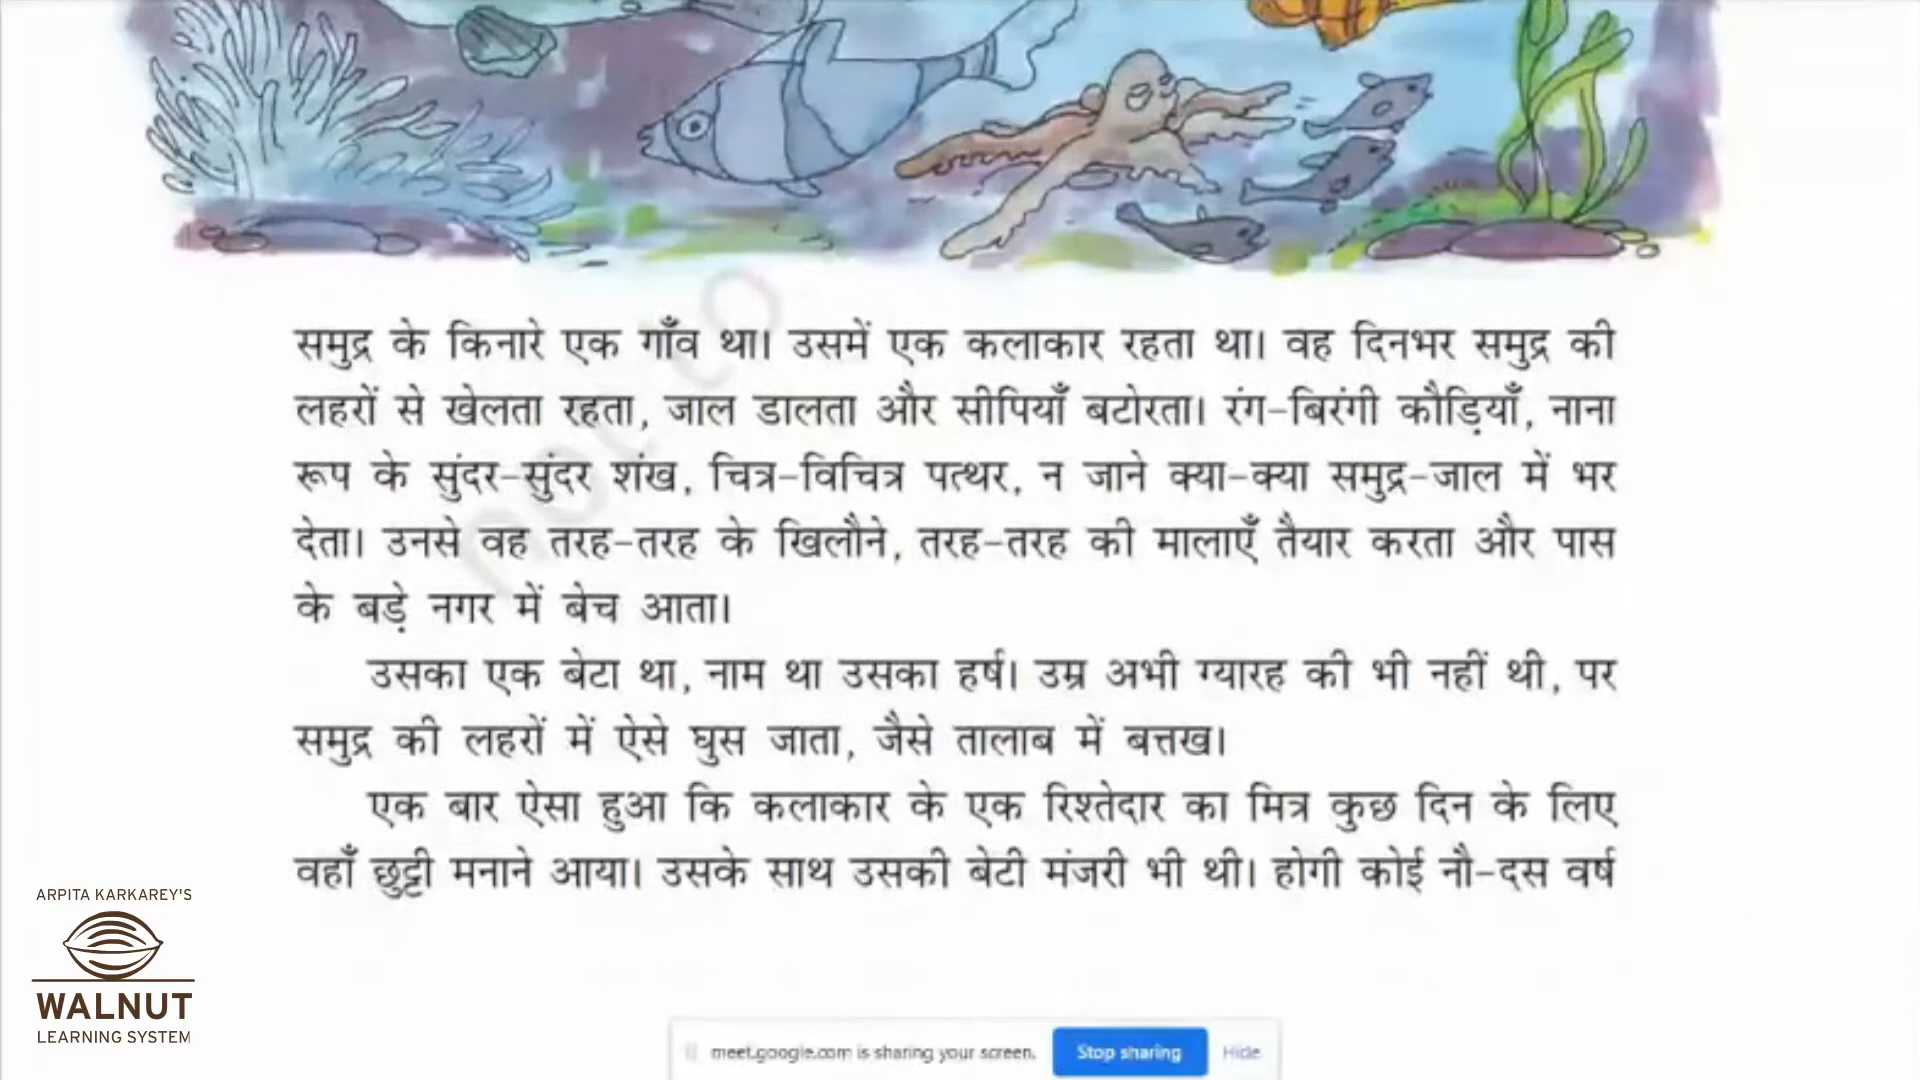 समुद्र के किनारे एक गाँव था। उसमें एक कलाकार रहता था। वह दिनभर समुद्र की
लहरों से खेलता रहता, जाल डालता और सीपियाँ बटोरता। रंग-बिरंगी कौड़ियाँ, नाना
रूप के सुंदर-सुंदर शंख, चित्र-विचित्र पत्थर, न जाने क्या-क्या समुद्र-जाल में भर
देता। उनसे वह तरह-तरह के खिलौने, तरह-तरह की मालाएँ तैयार करता और पास
के बड़े नगर में बेच आता।
उसका एक बेटा था, नाम था उसका हर्ष। उम्र अभी ग्यारह की भी नहीं थी, पर
समुद्र की लहरों में ऐसे घुस जाता, जैसे तालाब में बत्तख।
एक बार ऐसा हुआ कि कलाकार के एक रिश्तेदार का मित्र कुछ दिन के लिए
वहाँ छुट्टी मनाने आया। उसके साथ उसकी बेटी मंजरी भी थी। होगी कोई नौ-दस वर्ष
not to
ARPITA KARKAREY'S
WALNUT
LEARNING SYSTEM
meet.google.com is sharing your screen.
Stop sharing
Hide